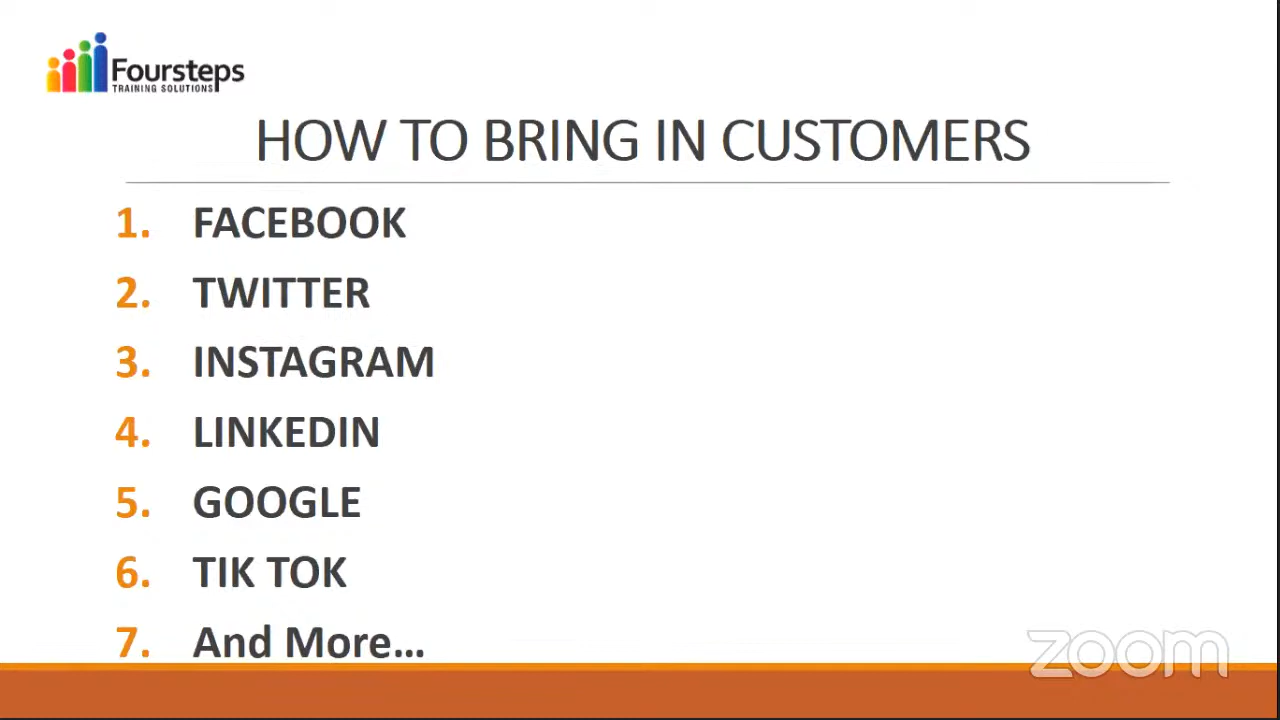 Foursteps
TRAINING SOLUTIONS
HOW TO BRING IN CUSTOMERS
1. FACEBOOK
2. TWITTER
3. INSTAGRAM
4. LINKEDIN
5. GOOGLE
6. TIK TOK
7. And More...
zoom